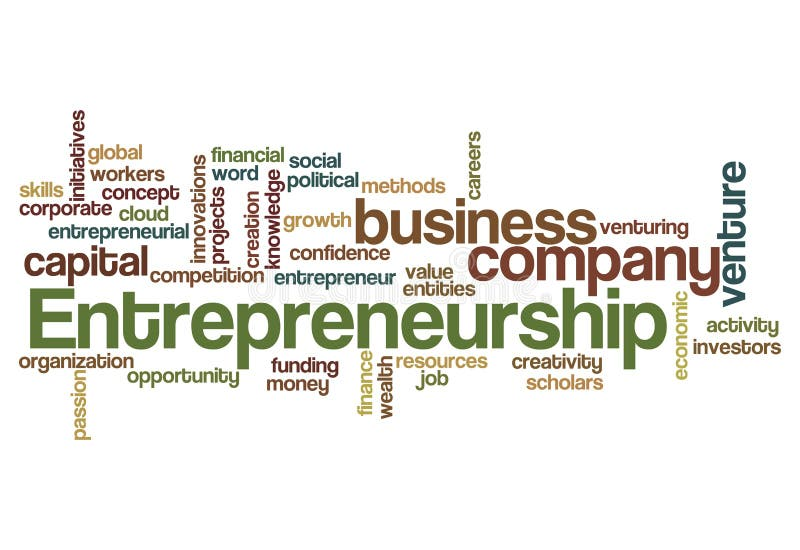 initiatives
global
workers
skills
concept
corporate
cloud
entrepreneurial
innovations
projects
financial
word
creation
knowledge
social
political
methods
careers
growth
business
venturing
venture
capital
competition
confidence
entrepreneur
value
entities
company
Entrepreneurship
economic
activity
investors
organization
passion
opportunity
funding
money
finance
wealth
resources
job
creativity
scholars